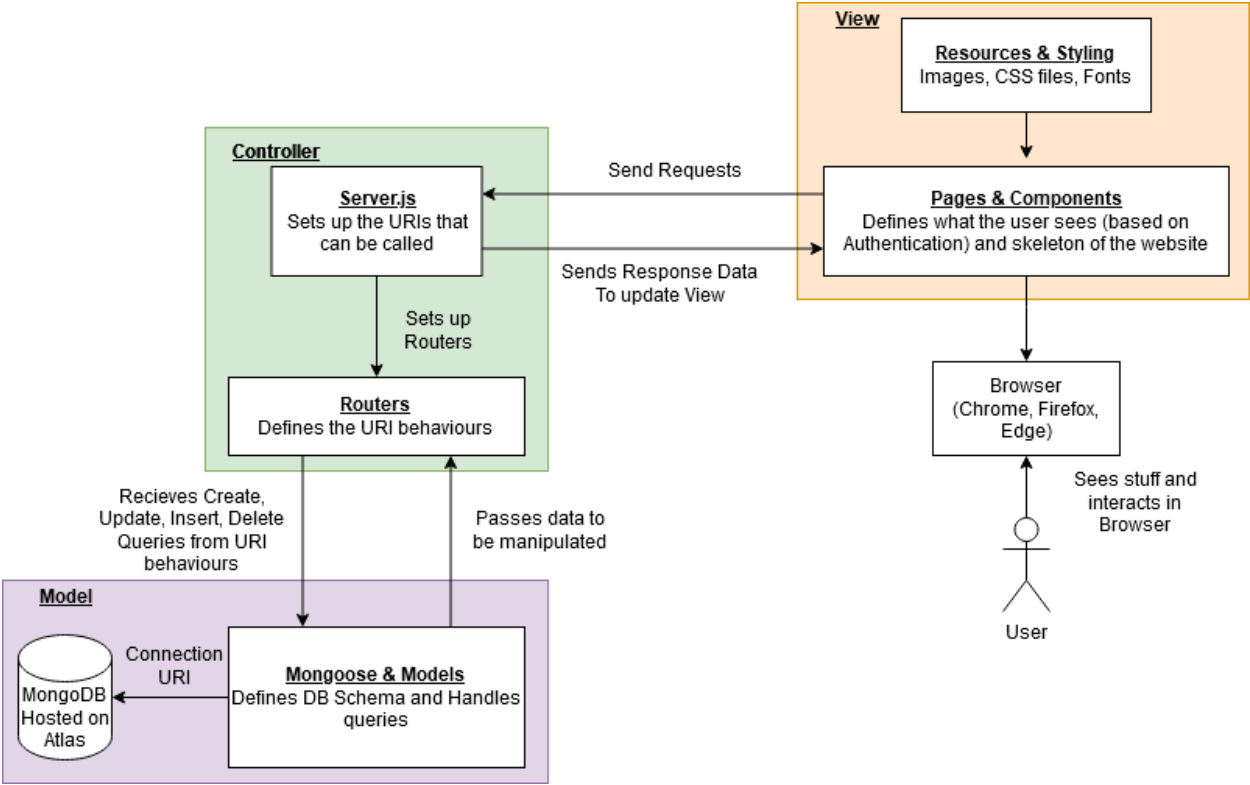 View
Resources & Styling
Images, CSS files, Fonts
Controller
Server.js
Sets up the URIs that
can be called
Send Requests
Pages & Components
Defines what the user sees (based on
Authentication) and skeleton of the website
Sends Response Data
To update View
Sets up
Routers
Routers
Defines the URI behaviours
Browser
(Chrome, Firefox,
Edge)
Recieves Create,
Update, Insert, Delete
Queries from URI
behaviours
Passes data to
be manipulated
Sees stuff and
interacts in
Browser
User
Model
MongoDB
Hosted on
Atlas
Connection
URI
Mongoose & Models
Defines DB Schema and Handles
queries